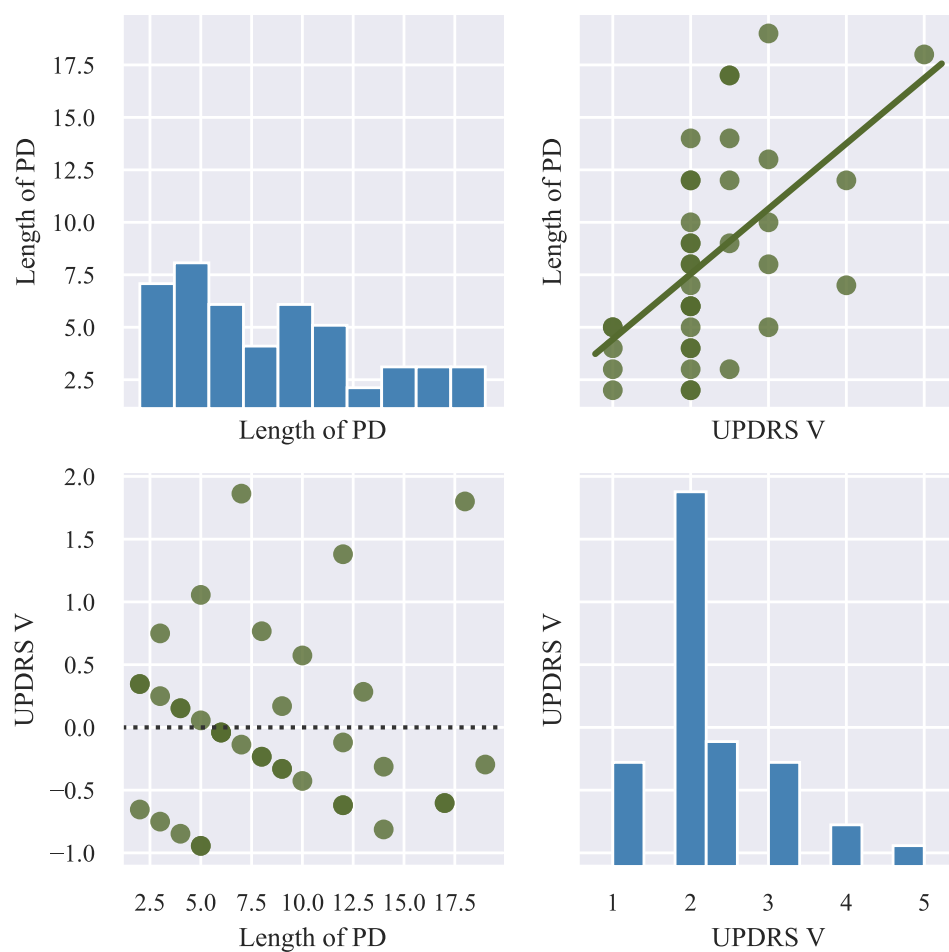 Length of PD
17.5
15.0
12.5
10.0
7.5
5.0
2.5
Length of PD
Length of PD
UPDRS V
UPDRS V
2.0
1.5
1.0
0.5
0.0
−0.5
−1.0
2.5 5.0 7.5 10.0 12.5 15.0 17.5
Length of PD
UPDRS V
1 2 3 4 5
UPDRS V